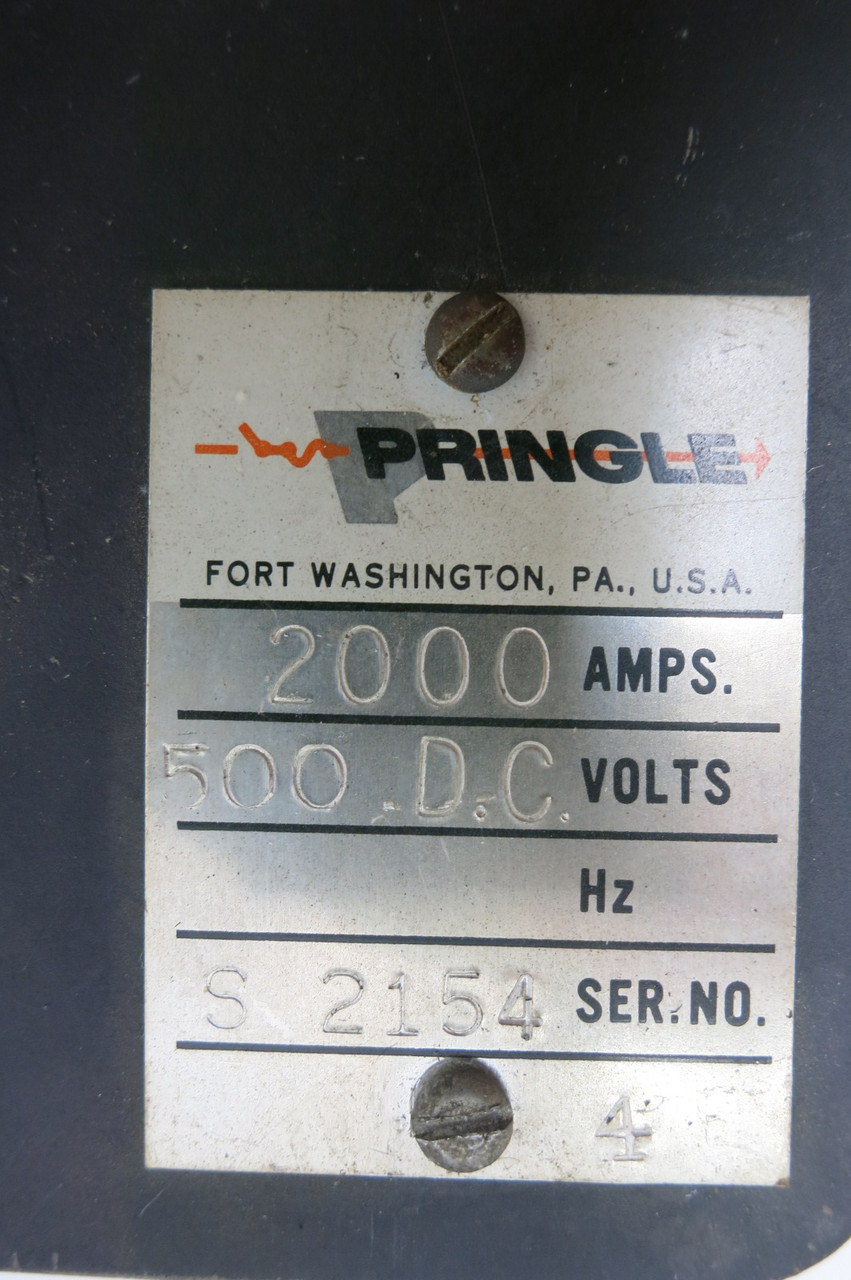 PRINGLE
FORT WASHINGTON, PA., U.S.A.
2000 AMPS.
500 D.C. VOLTS
Hz
S 2154 SER. NO.
4